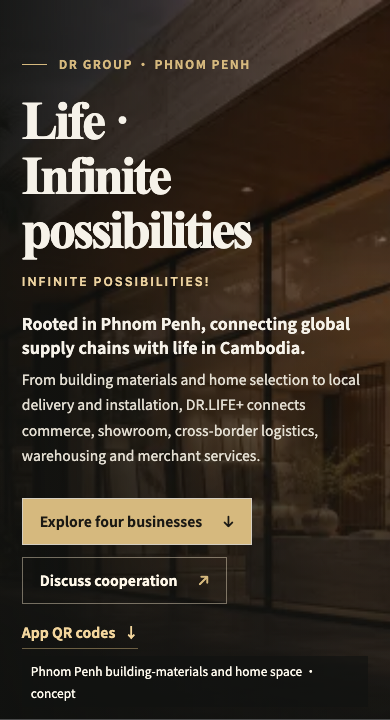 DR GROUP • PHNOM PENH
Life ·
Infinite
possibilities
INFINITE POSSIBILITIES!
Rooted in Phnom Penh, connecting global
supply chains with life in Cambodia.
From building materials and home selection to local
delivery and installation, DR.LIFE+ connects
commerce, showroom, cross-border logistics,
warehousing and merchant services.
Explore four businesses ↓
Discuss cooperation ↗
App QR codes ↓
Phnom Penh building-materials and home space •
concept